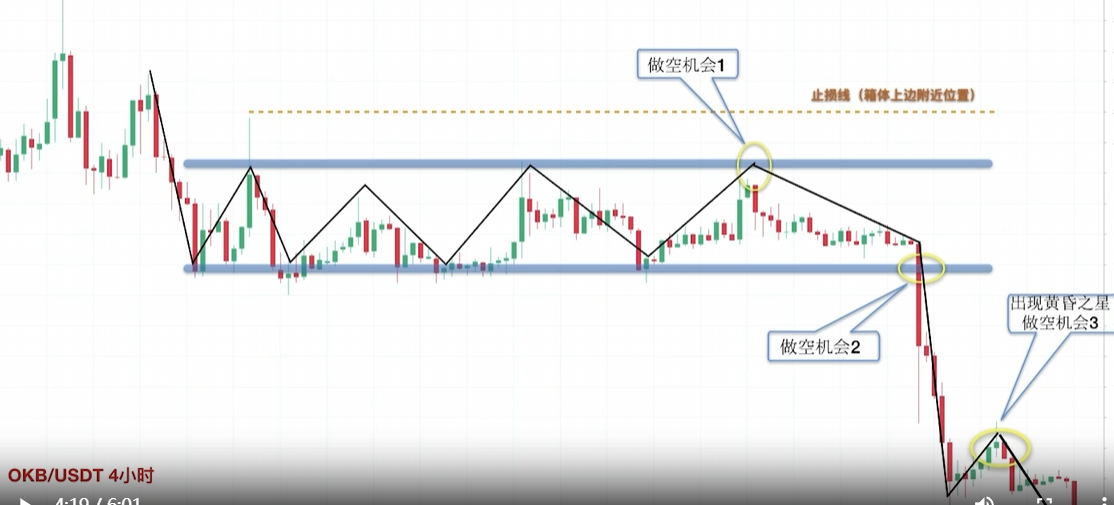 做空机会1
止损线（箱体上边附近位置）
做空机会2
出现黄昏之星
做空机会3
OKB/USDT 4小时
4:19 / 6:01